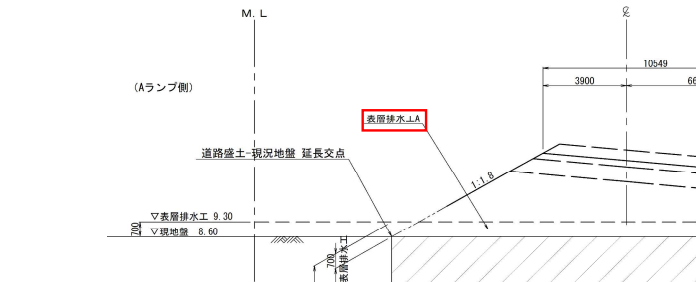 M. L
℄
10549
3900
66
(Aランプ側)
表層排水工A
道路盛土-現況地盤 延長交点
1:1.8
▽表層排水工 9.30
700
▽現地盤 8.60
700
表層排水工